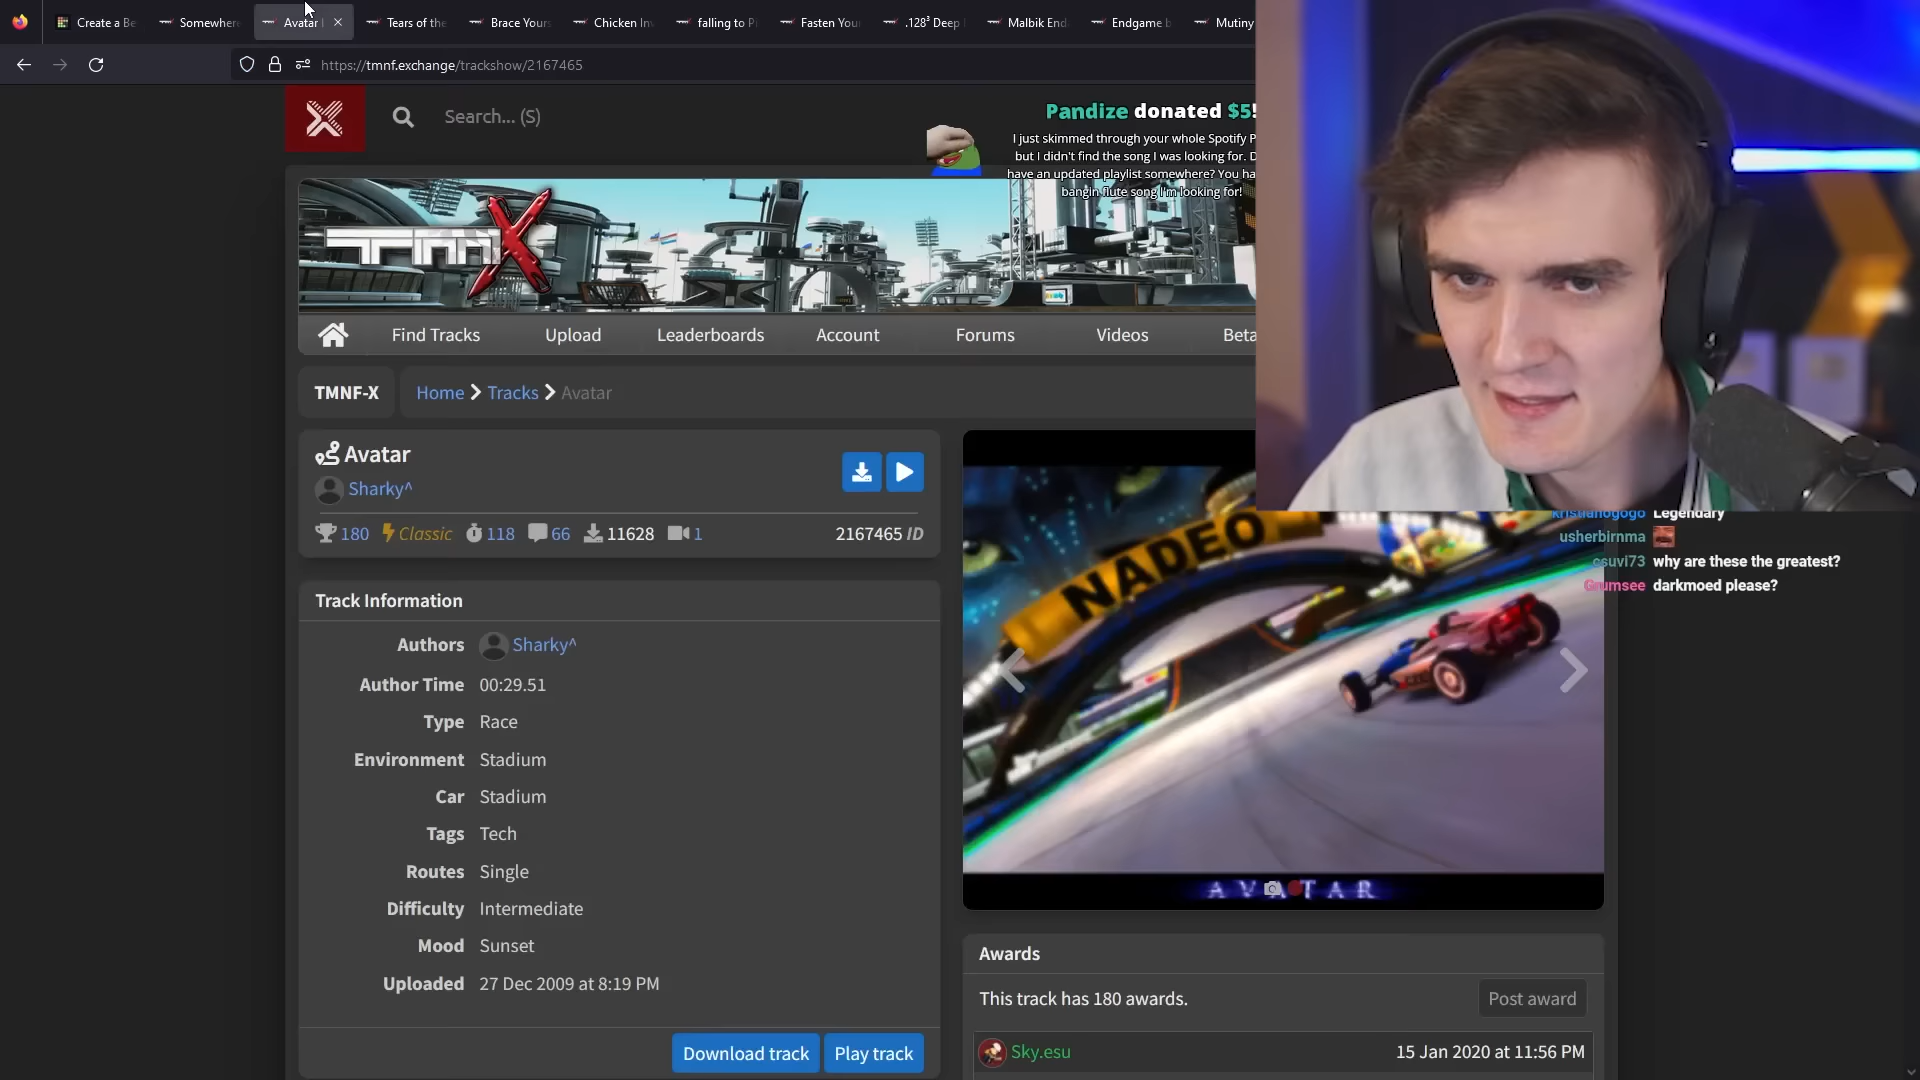 Create a Be
Somewhere
Avatar
Tears of the
Brace Yours
Chicken In
falling to P
Fasten You
.128³ Deep
Malbik End
Endgame b
Mutiny
https://tmnf.exchange/trackshow/2167465
Search... (S)
Pandize donated $5!
I just skimmed through your whole Spotify P
but I didn't find the song I was looking for. D
have an updated playlist somewhere? You ha
bangin flute song I'm looking for!
TMNX
Find Tracks
Upload
Leaderboards
Account
Forums
Videos
Beta
TMNF-X
Home
Tracks
Avatar
Avatar
Sharky^
180
Classic
118
66
11628
1
2167465 ID
Track Information
Authors Sharky^
Author Time 00:29.51
Type Race
Environment Stadium
Car Stadium
Tags Tech
Routes Single
Difficulty Intermediate
Mood Sunset
Uploaded 27 Dec 2009 at 8:19 PM
Download track
Play track
NADEO
AVATAR
kristianogogo Legendary
usherbirnma
csuvi73 why are these the greatest?
Grumsee darkmoed please?
Awards
This track has 180 awards.
Post award
Sky.esu
15 Jan 2020 at 11:56 PM